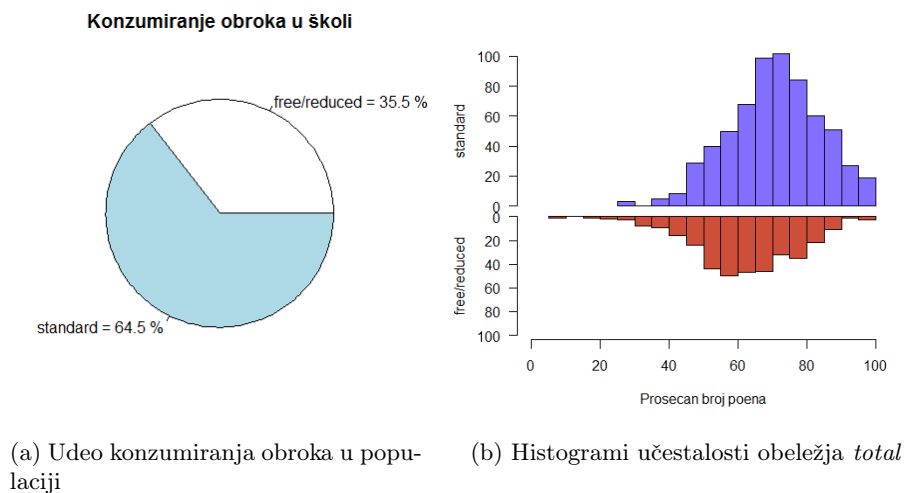 Konzumiranje obroka u školi
free/reduced = 35.5 %
standard = 64.5 %
(a) Udeo konzumiranja obroka u popu-
laciji
100
80
60
40
20
0
standard
0
20
40
60
80
100
free/reduced
0 20 40 60 80 100
Prosecan broj poena
(b) Histogrami učestalosti obeležja total